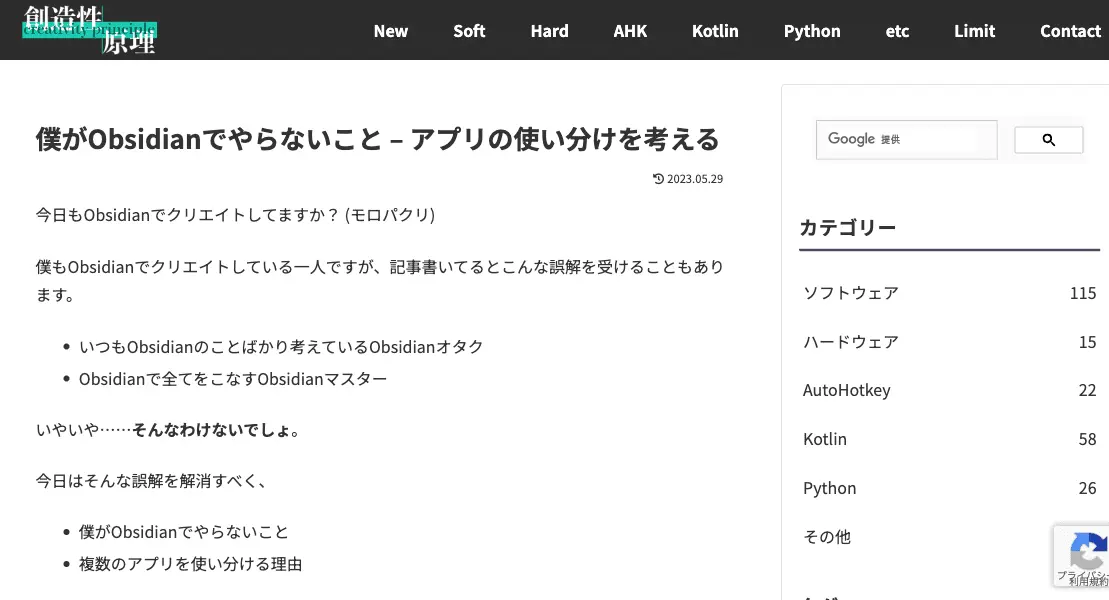 創造性
creativity principle
原理
New Soft Hard AHK Kotlin Python etc Limit Contact
僕がObsidianでやらないこと – アプリの使い分けを考える
2023.05.29
今日もObsidianでクリエイトしてますか？ (モロパクリ)
僕もObsidianでクリエイトしている一人ですが、記事書いてるとこんな誤解を受けることもあり
ます。
• いつもObsidianのことばかり考えているObsidianオタク
• Obsidianで全てをこなすObsidianマスター
いやいや……そんなわけないでしょ。
今日はそんな誤解を解消すべく、
• 僕がObsidianでやらないこと
• 複数のアプリを使い分ける理由
Google 提供
カテゴリー
ソフトウェア 115
ハードウェア 15
AutoHotkey 22
Kotlin 58
Python 26
その他
プライバシー
利用規約